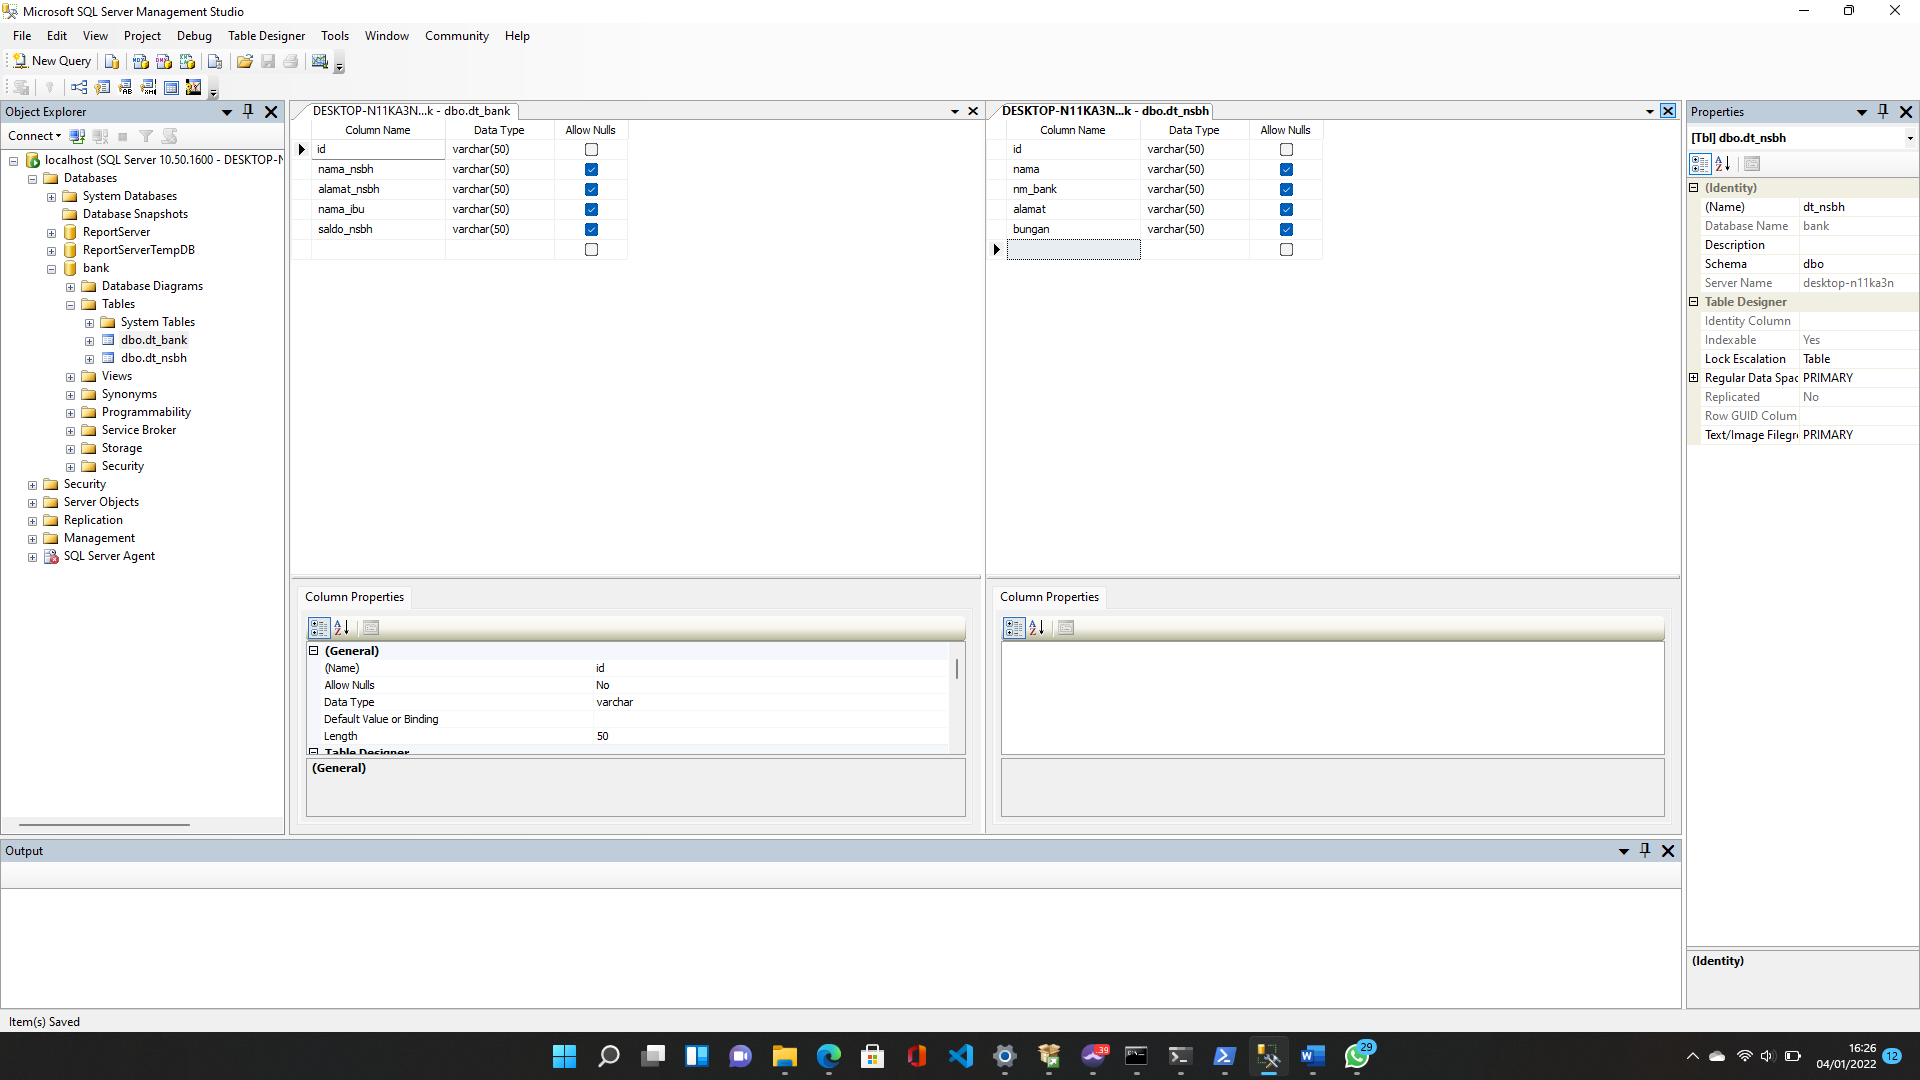 Microsoft SQL Server Management Studio
File Edit View Project Debug Table Designer Tools Window Community Help
New Query
Object Explorer
Connect
localhost (SQL Server 10.50.1600 - DESKTOP-N
Databases
System Databases
Database Snapshots
ReportServer
ReportServerTempDB
bank
Database Diagrams
Tables
System Tables
dbo.dt_bank
dbo.dt_nsbh
Views
Synonyms
Programmability
Service Broker
Storage
Security
Security
Server Objects
Replication
Management
SQL Server Agent
DESKTOP-N11KA3N...k - dbo.dt_bank
Column Name Data Type Allow Nulls
id varchar(50)
nama_nsbh varchar(50)
alamat_nsbh varchar(50)
nama_ibu varchar(50)
saldo_nsbh varchar(50)
Column Properties
(General)
(Name) id
Allow Nulls No
Data Type varchar
Default Value or Binding
Length 50
Table Designer
(General)
DESKTOP-N11KA3N...k - dbo.dt_nsbh
Column Name Data Type Allow Nulls
id varchar(50)
nama varchar(50)
nm_bank varchar(50)
alamat varchar(50)
bungan varchar(50)
Column Properties
Properties
[Tbl] dbo.dt_nsbh
(Identity)
(Name) dt_nsbh
Database Name bank
Description
Schema dbo
Server Name desktop-n11ka3n
Table Designer
Identity Column
Indexable Yes
Lock Escalation Table
Regular Data Spac PRIMARY
Replicated No
Row GUID Colum
Text/Image Filegr PRIMARY
(Identity)
Output
Item(s) Saved
39
29
16:26
04/01/2022
12